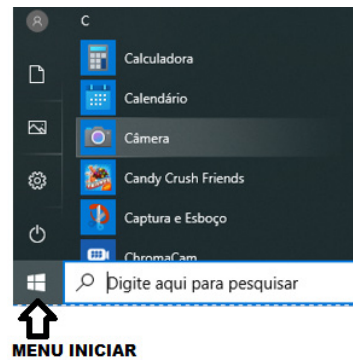 C
Calculadora
Calendário
Câmera
Candy Crush Friends
Captura e Esboço
ChromaCam
Digite aqui para pesquisar
MENU INICIAR